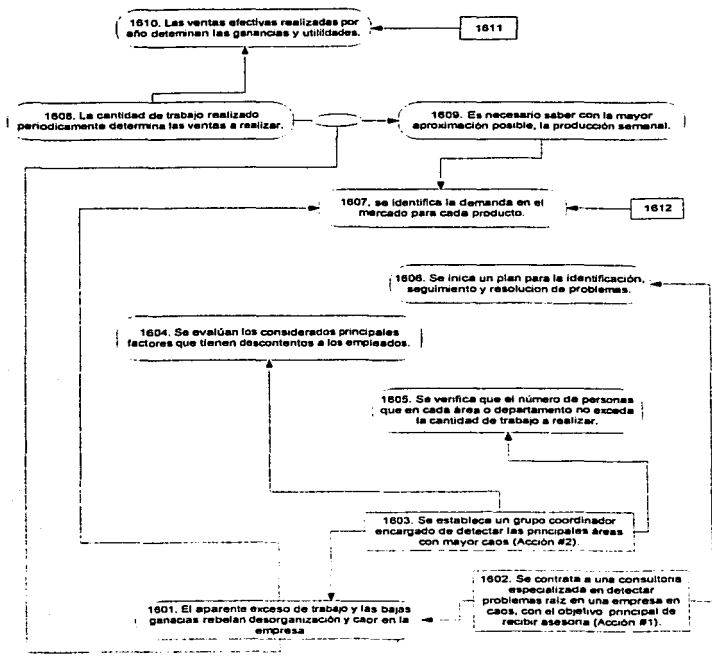 1610. Las ventas efectivas realizadas por
año deteminan las ganancias y utilidades.
1611
1608. La cantidad de trabajo realizado
periodicamente determina las ventas a realizar.
1609. Es necesario saber con la mayor
aproximación posible, la producción semanal.
1607. se identifica la demanda en el
mercado para cada producto.
1612
1606. Se inica un plan para la identificación,
seguimiento y resolucion de problemas.
1604. Se evalúan los considerados principales
factores que tienen descontentos a los empleados.
1605. Se verifica que el número de personas
que en cada área o departamento no exceda
la cantidad de trabajo a realizar.
1603. Se establece un grupo coordinador
encargado de detectar las principales áreas
con mayor caos (Acción #2).
1602. Se contrata a una consultoria
especializada en detectar
problemas raíz en una empresa en
caos, con el objetivo principal de
recibir asesoria (Acción #1).
1601. El aparente exceso de trabajo y las bajas
ganacias rebelan desorganización y caor en la
empresa